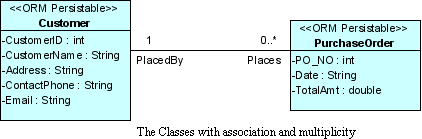 <<ORM Persistable>>
Customer
-CustomerID : int
-CustomerName : String
-Address : String
-ContactPhone : String
-Email : String
1
0..*
PlacedBy
Places
<<ORM Persistable>>
PurchaseOrder
-PO_NO : int
-Date : String
-TotalAmt : double
The Classes with association and multiplicity